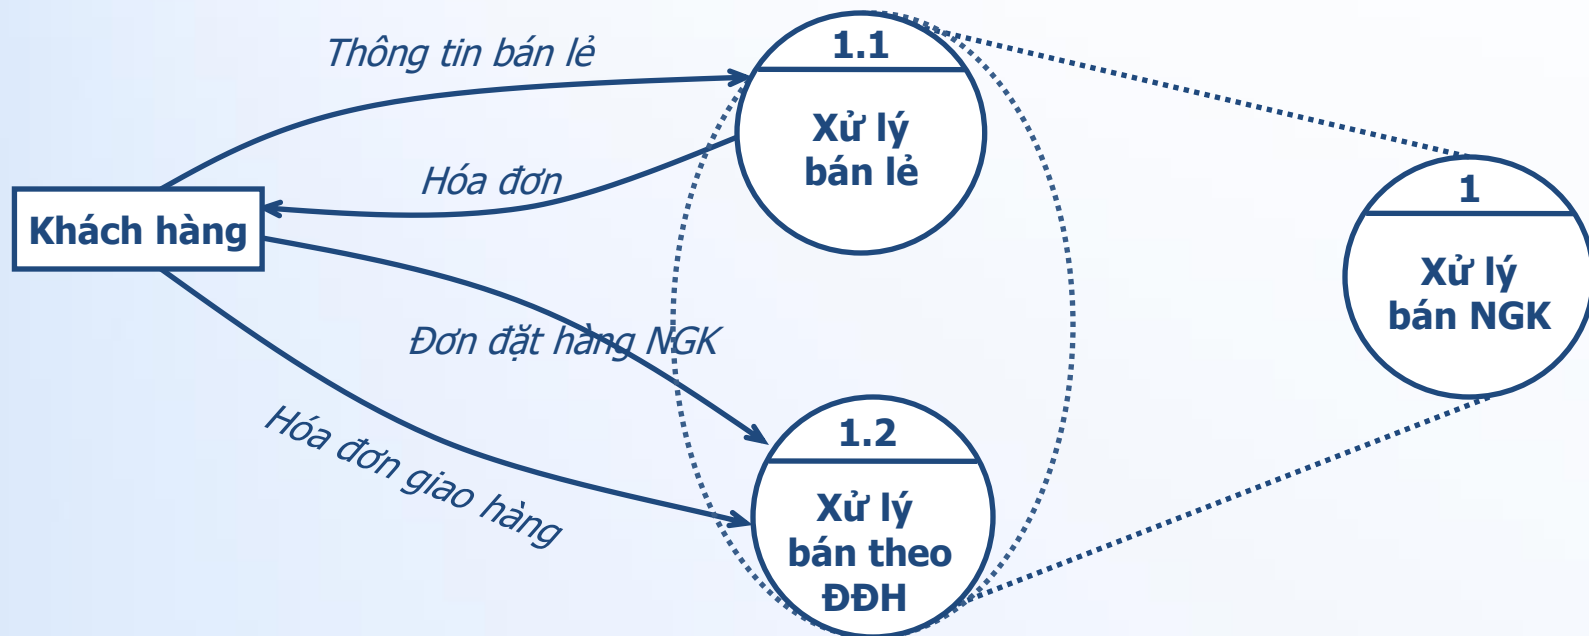 Thông tin bán lẻ
1.1
Xử lý
bán lẻ
Hóa đơn
Khách hàng
1
Xử lý
bán NGK
Đơn đặt hàng NGK
Hóa đơn giao hàng
1.2
Xử lý
bán theo
ĐĐH